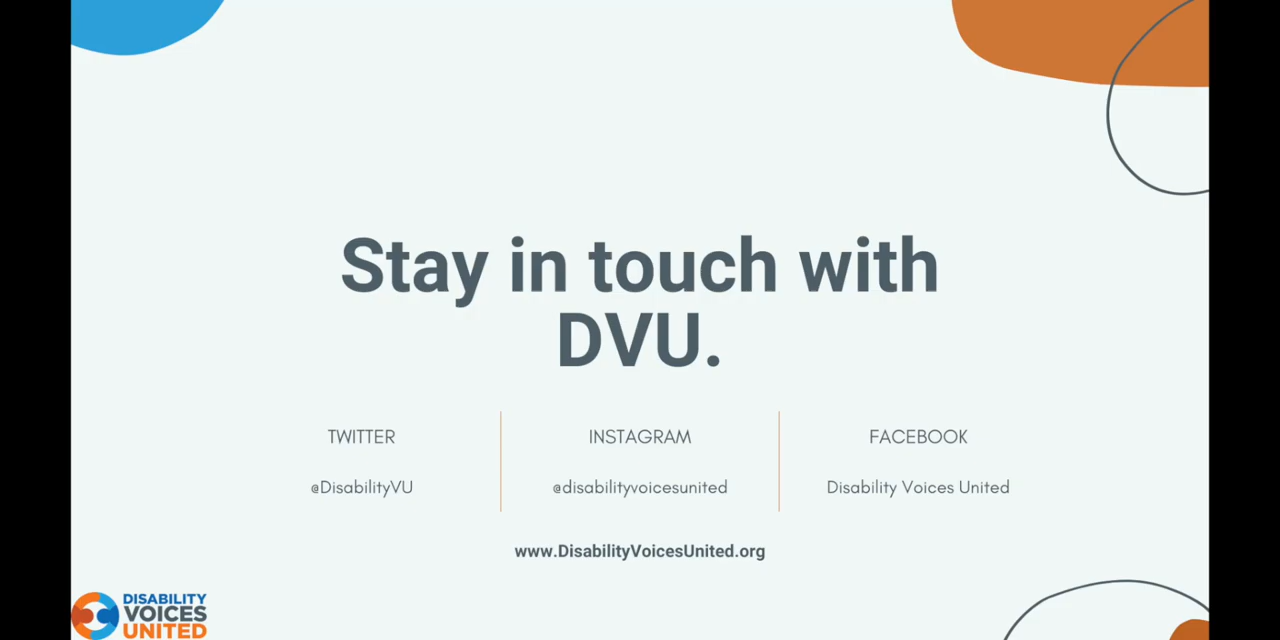 Stay in touch with
DVU.
TWITTER
INSTAGRAM
FACEBOOK
@DisabilityVU
@disabilityvoicesunited
Disability Voices United
www.DisabilityVoicesUnited.org
DISABILITY
VOICES
UNITED